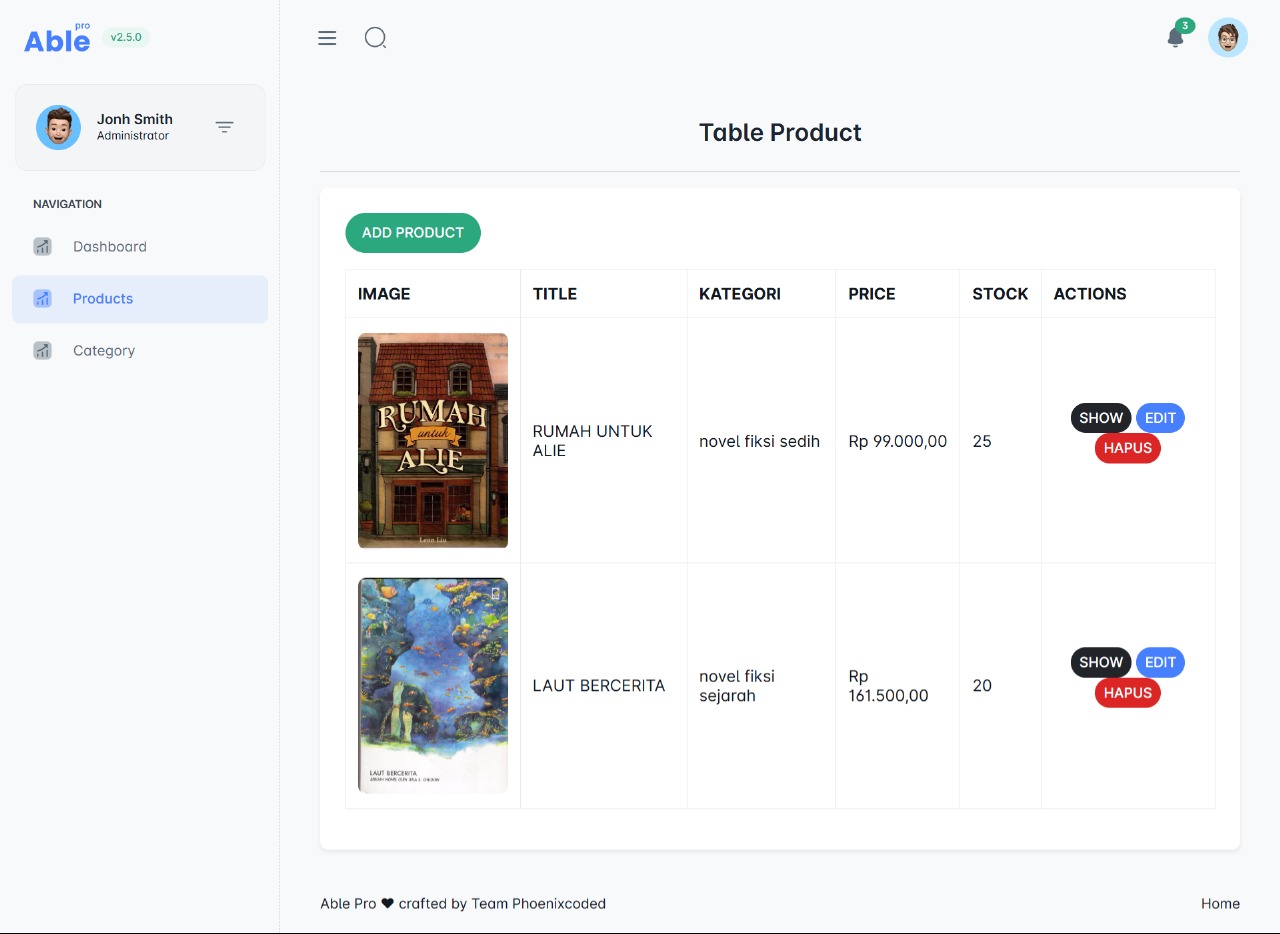 pro
Able v2.5.0
3
Jonh Smith
Administrator
NAVIGATION
Dashboard
Products
Category
Table Product
ADD PRODUCT
IMAGE TITLE KATEGORI PRICE STOCK ACTIONS
RUMAH
untuk
ALIE
Lenn Liu
RUMAH UNTUK
ALIE
novel fiksi sedih
Rp 99.000,00
25
SHOW EDIT
HAPUS
LAUT BERCERITA
LAUT BERCERITA
novel fiksi
sejarah
Rp
161.500,00
20
SHOW EDIT
HAPUS
Able Pro ♥ crafted by Team Phoenixcoded
Home